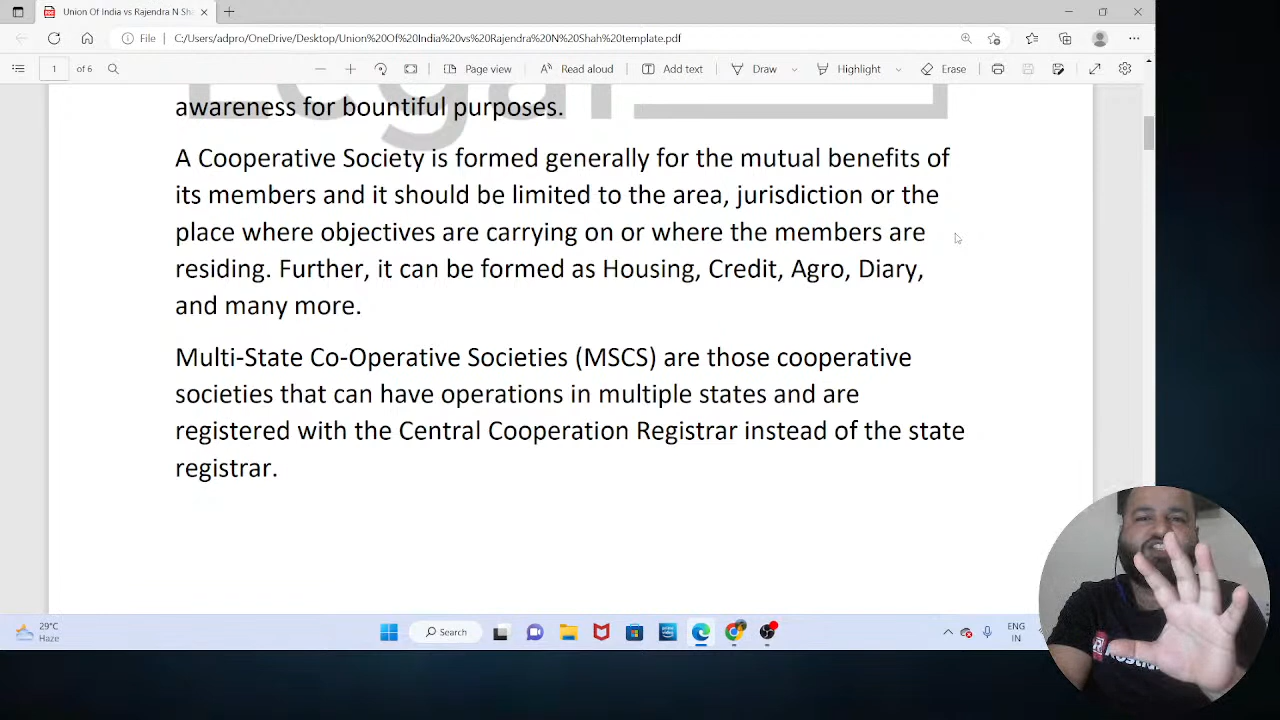 Union Of India vs Rajendra N Sha
File
C:/Users/adpro/OneDrive/Desktop/Union%20Of%20India%20vs%20Rajendra%20N%20Shah%20template.pdf
1 of 6
Page view
Read aloud
Add text
Draw
Highlight
Erase
Legal
awareness for bountiful purposes.
A Cooperative Society is formed generally for the mutual benefits of
its members and it should be limited to the area, jurisdiction or the
place where objectives are carrying on or where the members are
residing. Further, it can be formed as Housing, Credit, Agro, Diary,
and many more.
Multi-State Co-Operative Societies (MSCS) are those cooperative
societies that can have operations in multiple states and are
registered with the Central Cooperation Registrar instead of the state
registrar.
29°C
Haze
Search
ENG
IN